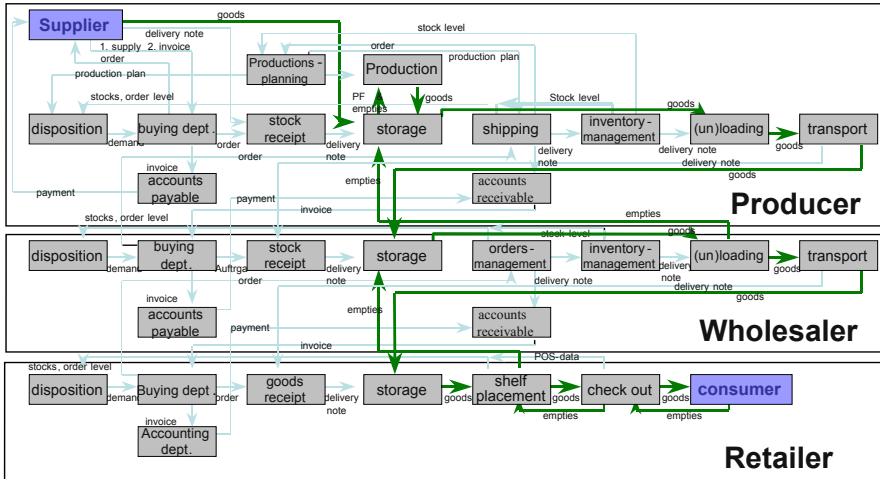 Supplier
goods
delivery note
1. supply 2. invoice
order
stock level
order
production plan
Productions -
planning
Production
production plan
stocks, order level
PF
empties
goods
Stock level
goods
disposition
demand
buying dept.
order
stock
receipt
delivery
note
storage
shipping
delivery
note
inventory-
management
delivery note
(un)loading
goods
transport
order
delivery note
goods
invoice
payment
accounts
payable
payment
empties
accounts
receivable
invoice
empties
Producer
stocks, order level
stock level
disposition
demand
buying
dept.
Auftrga
order
stock
receipt
delivery
note
storage
orders-
management
inventory-
management
delivery
note
(un)loading
goods
transport
delivery note
delivery note
goods
invoice
accounts
payable
payment
empties
accounts
receivable
invoice
Wholesaler
POS-data
stocks, order level
disposition
demand
Buying dept.
order
goods
receipt
delivery
note
storage
goods
shelf
placement
goods
check out
goods
consumer
empties
empties
invoice
Accounting
dept.
Retailer